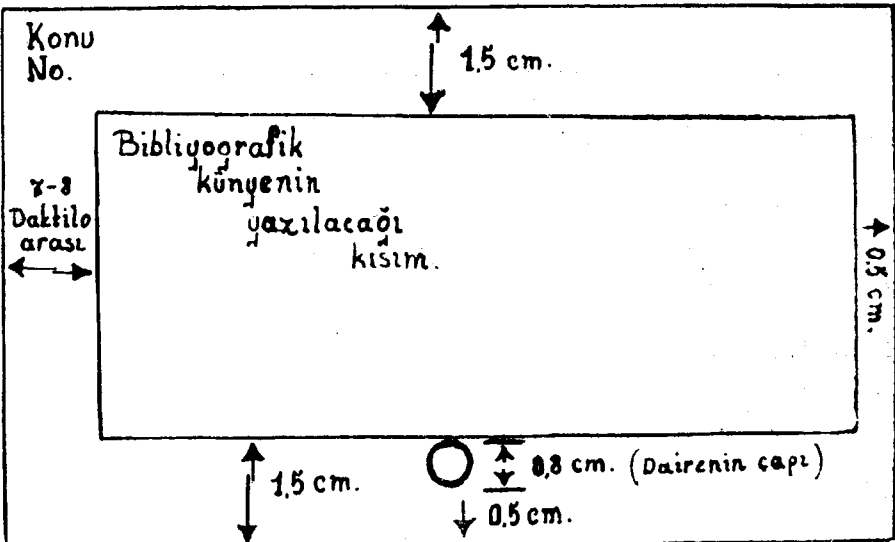 Konu
No.
1,5 cm.
Bibliyografik
künyenin
yazılacağı
kısım.
7-8
Daktilo
arası
0,5 cm.
1,5 cm.
0,8 cm. (Dairenin çapı)
0,5 cm.